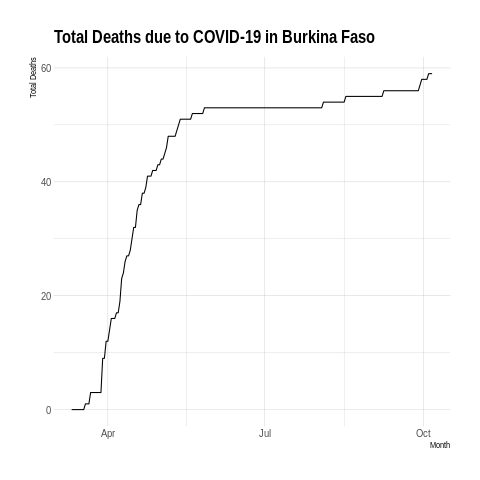 Total Deaths due to COVID-19 in Burkina Faso
Total Deaths
60
40
20
0
Apr
Jul
Oct
Month